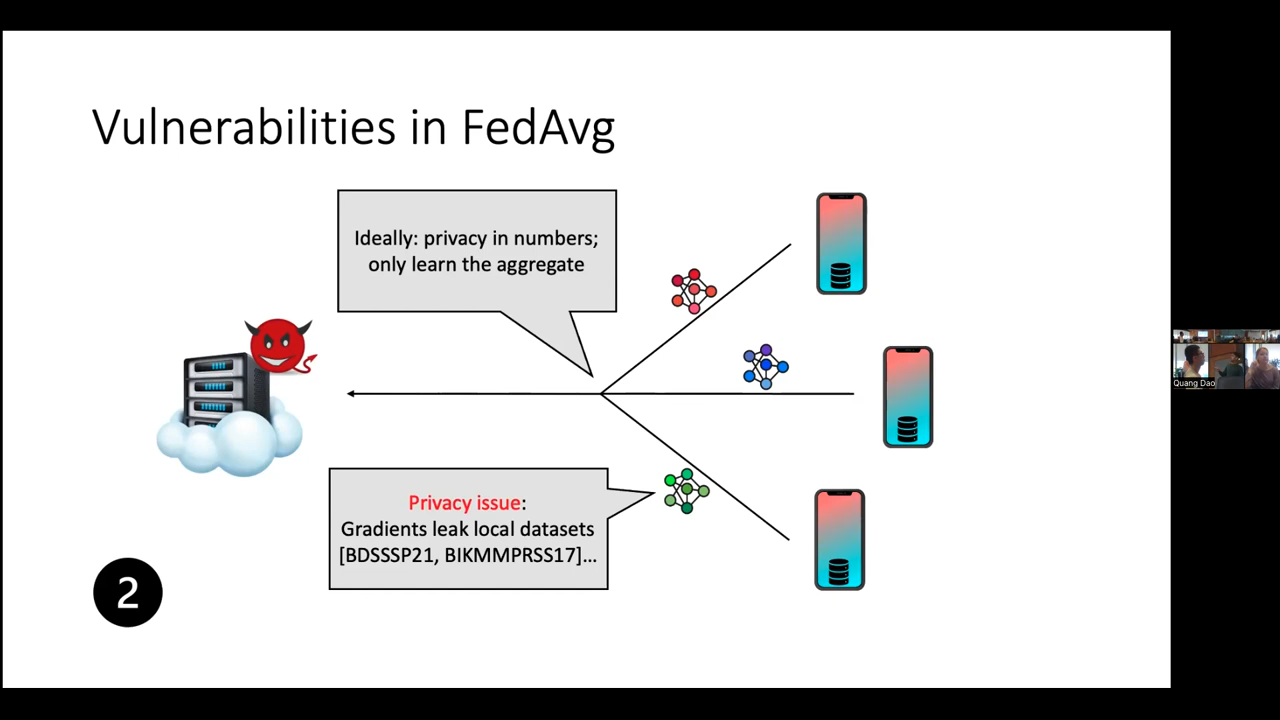 Vulnerabilities in FedAvg
Ideally: privacy in numbers;
only learn the aggregate
Privacy issue:
Gradients leak local datasets
[BDSSSP21, BIKMMPRSS17]...
2
Quang Dao